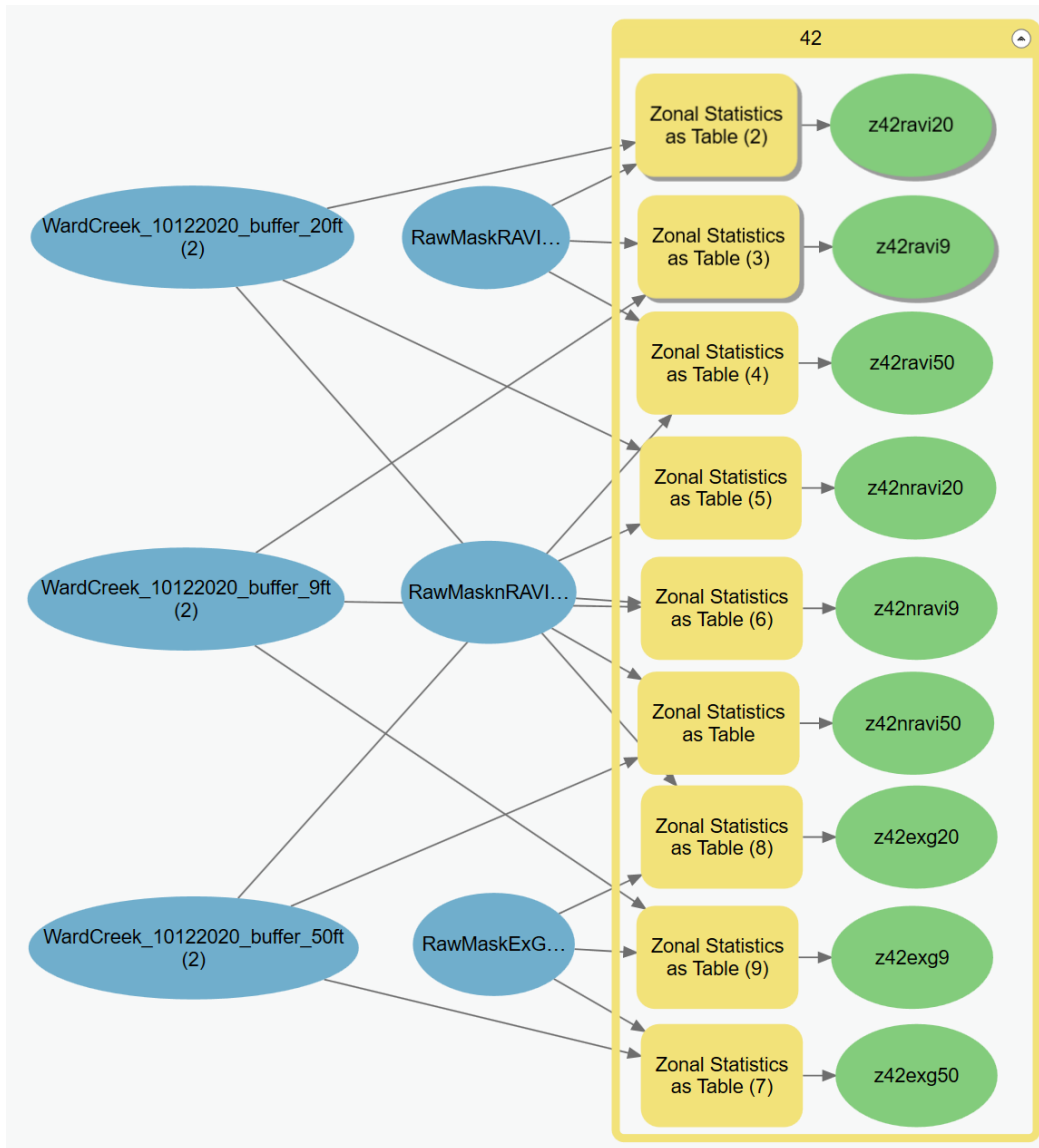 42
Zonal Statistics
as Table (2)
z42ravi20
WardCreek_10122020_buffer_20ft
(2)
RawMaskRAVI...
Zonal Statistics
as Table (3)
z42ravi9
Zonal Statistics
as Table (4)
z42ravi50
Zonal Statistics
as Table (5)
z42nravi20
WardCreek_10122020_buffer_9ft
(2)
RawMasknRAVI...
Zonal Statistics
as Table (6)
z42nravi9
Zonal Statistics
as Table
z42nravi50
Zonal Statistics
as Table (8)
z42exg20
WardCreek_10122020_buffer_50ft
(2)
RawMaskExG...
Zonal Statistics
as Table (9)
z42exg9
Zonal Statistics
as Table (7)
z42exg50